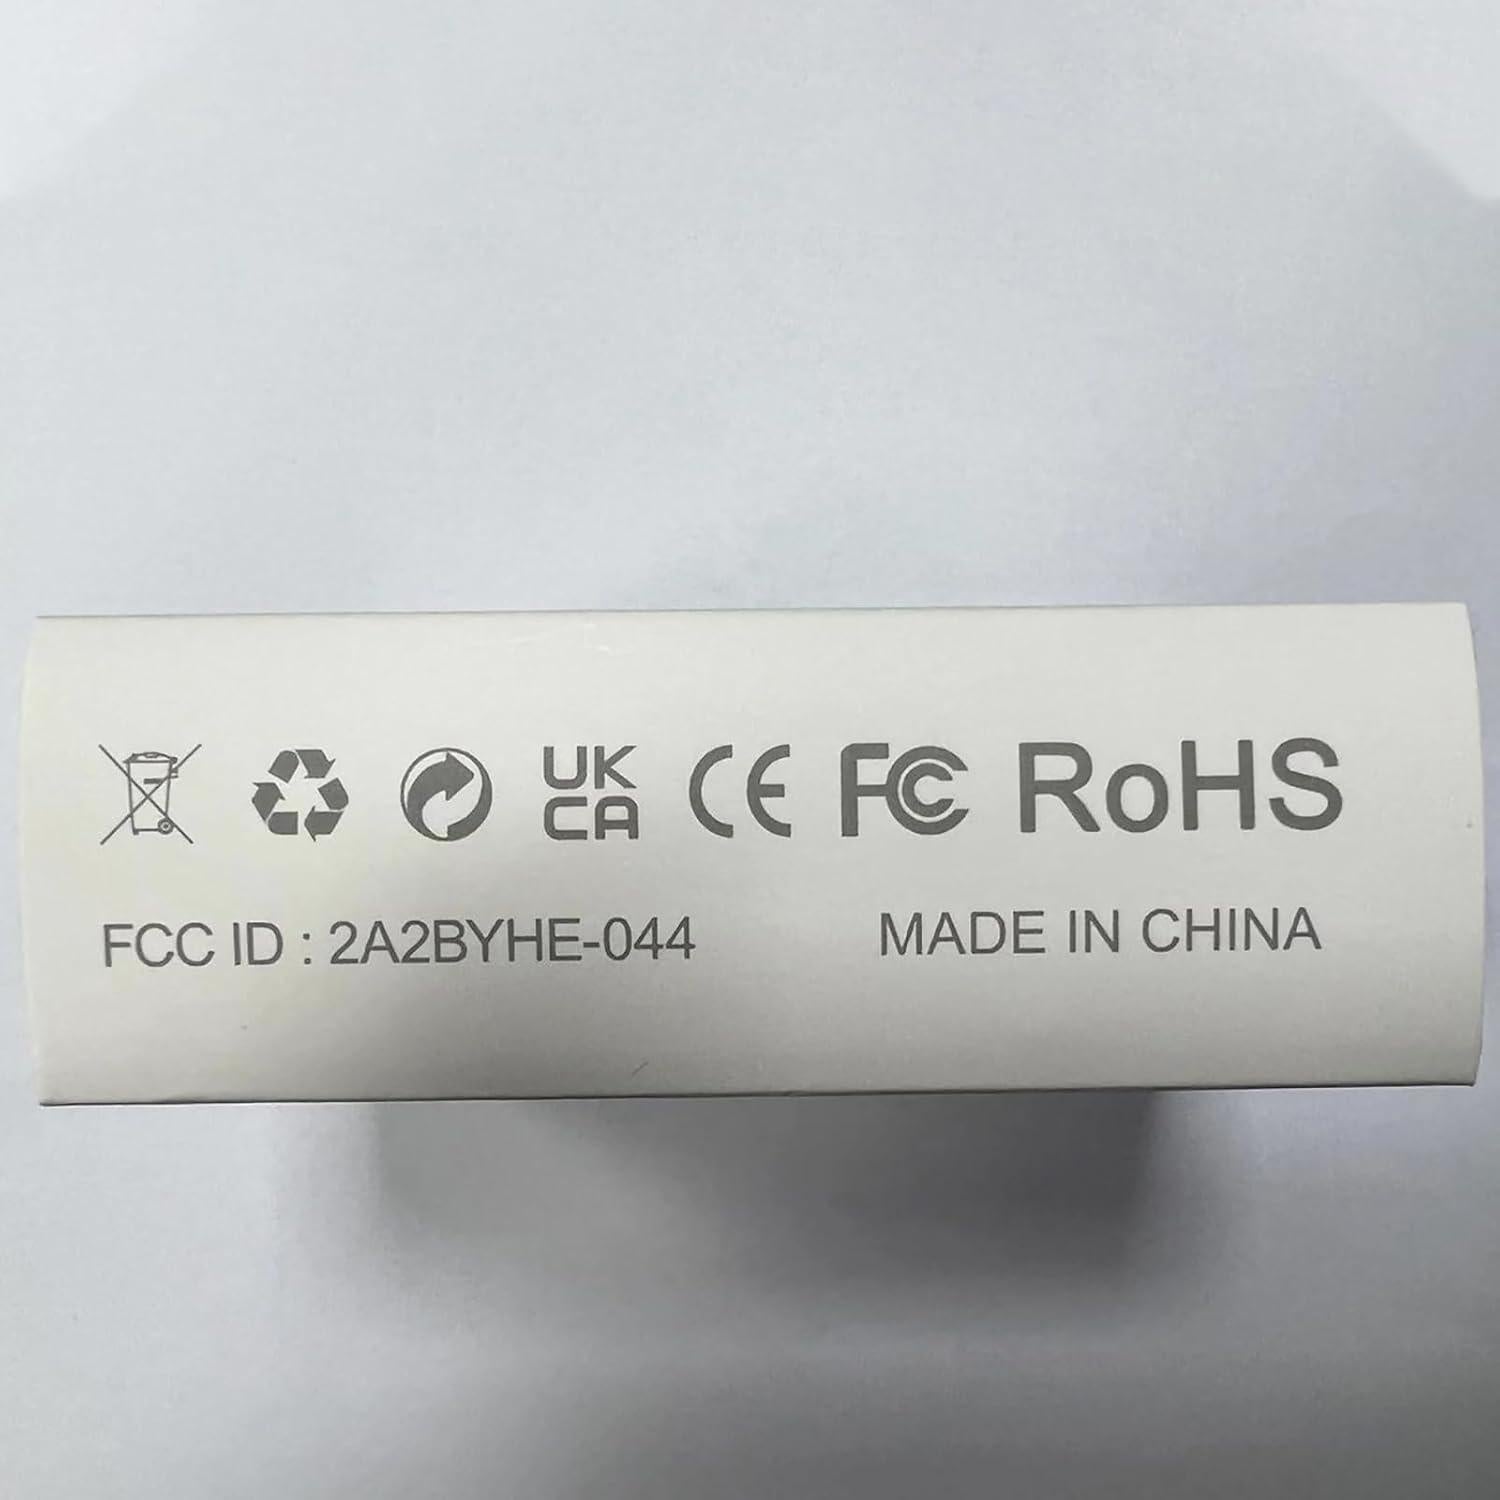 UK CA CE FC RoHS
FCC ID : 2A2BYHE-044 MADE IN CHINA